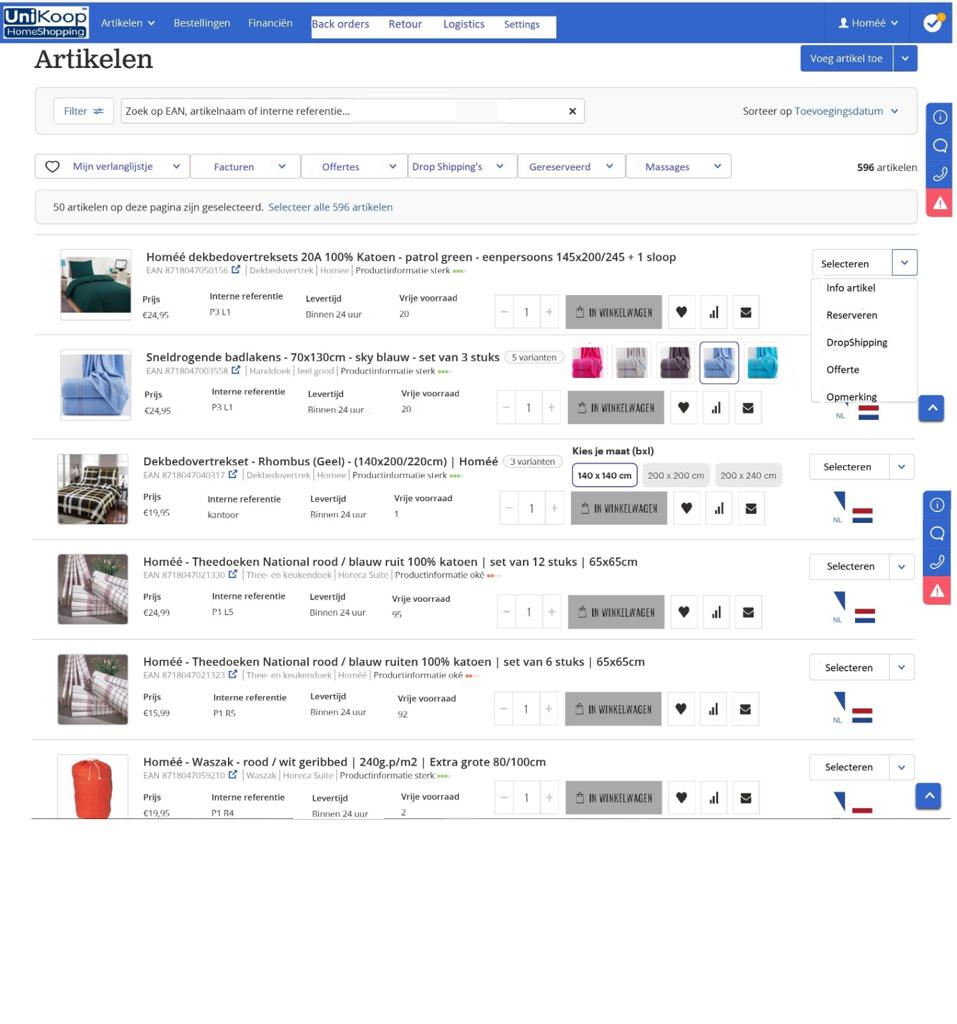 UniKoop
HomeShopping
Artikelen Bestellingen Financiën Back orders Retour Logistics Settings Homéé
Artikelen
Voeg artikel toe
Filter Zoek op EAN, artikelnaam of interne referentie... Sorteer op Toevoegingsdatum
Mijn verlanglijstje Facturen Offertes Drop Shipping's Gereserveerd Massages 596 artikelen
50 artikelen op deze pagina zijn geselecteerd. Selecteer alle 596 artikelen
Homéé dekbedovertreksets 20A 100% Katoen - patrol green - eenpersoons 145x200/245 + 1 sloop
EAN 8718047050156 Dekbedovertrek Homee Productinformatie sterk
Prijs Interne referentie Levertijd Vrije voorraad
€24,95 P3 L1 Binnen 24 uur 20
1 IN WINKELWAGEN
Selecteren
Info artikel
Reserveren
DropShipping
Offerte
Opmerking
Sneldrogende badlakens - 70x130cm - sky blauw - set van 3 stuks 5 varianten
EAN 8718047003558 Handdoek feel good Productinformatie sterk
Prijs Interne referentie Levertijd Vrije voorraad
€24,95 P3 L1 Binnen 24 uur 20
1 IN WINKELWAGEN
NL
Dekbedovertrekset - Rhombus (Geel) - (140x200/220cm) | Homéé 3 varianten
EAN 8718047040317 Dekbedovertrek Homee Productinformatie sterk
Kies je maat (bxl)
140 x 140 cm 200 x 200 cm 200 x 240 cm
Prijs Interne referentie Levertijd Vrije voorraad
€19,95 kantoor Binnen 24 uur 1
1 IN WINKELWAGEN
Selecteren
NL
Homéé - Theedoeken National rood / blauw ruit 100% katoen | set van 12 stuks | 65x65cm
EAN 8718047021330 Thee- en keukendoek Horeca Suite Productinformatie oké
Prijs Interne referentie Levertijd Vrije voorraad
€24,99 P1 L5 Binnen 24 uur 95
1 IN WINKELWAGEN
Selecteren
NL
Homéé - Theedoeken National rood / blauw ruiten 100% katoen | set van 6 stuks | 65x65cm
EAN 8718047021323 Thee- en keukendoek Homéé Productinformatie oké
Prijs Interne referentie Levertijd Vrije voorraad
€15,99 P1 R5 Binnen 24 uur 92
1 IN WINKELWAGEN
Selecteren
NL
Homéé - Waszak - rood / wit geribbed | 240g.p/m2 | Extra grote 80/100cm
EAN 8718047059210 Waszak Horeca Suite Productinformatie sterk
Prijs Interne referentie Levertijd Vrije voorraad
€19,95 P1 R4 Binnen 24 uur 2
1 IN WINKELWAGEN
Selecteren
NL